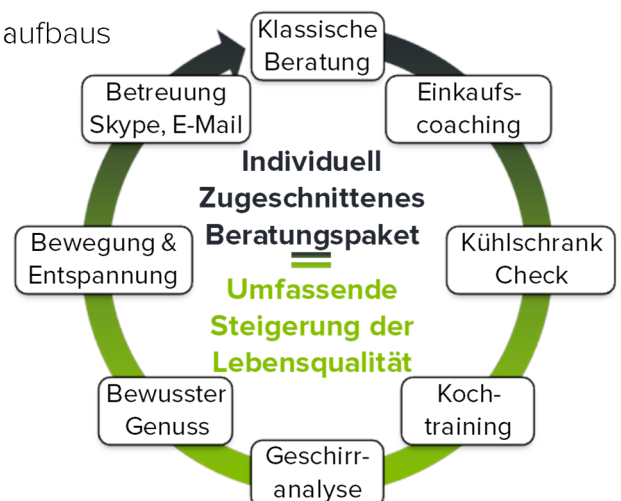 aufbaus
Klassische
Beratung
Einkaufs-
coaching
Kühlschrank
Check
Koch-
training
Geschirr-
analyse
Bewusster
Genuss
Bewegung &
Entspannung
Betreuung
Skype, E-Mail
Individuell
Zugeschnittenes
Beratungspaket
=
Umfassende
Steigerung der
Lebensqualität